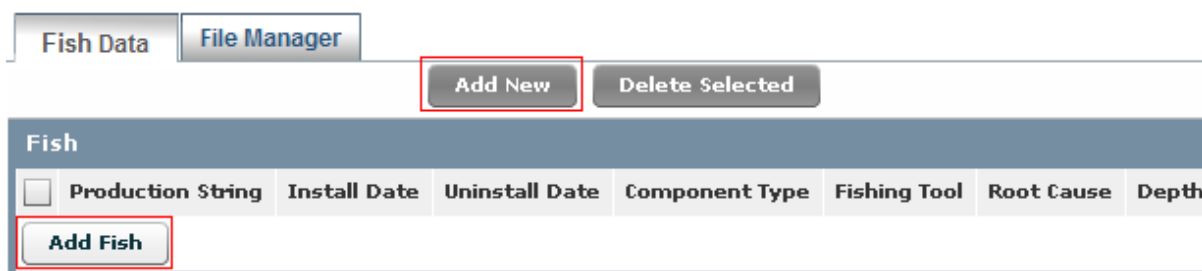 Fish Data File Manager
Add New Delete Selected
Fish
Production String Install Date Uninstall Date Component Type Fishing Tool Root Cause Depth
Add Fish